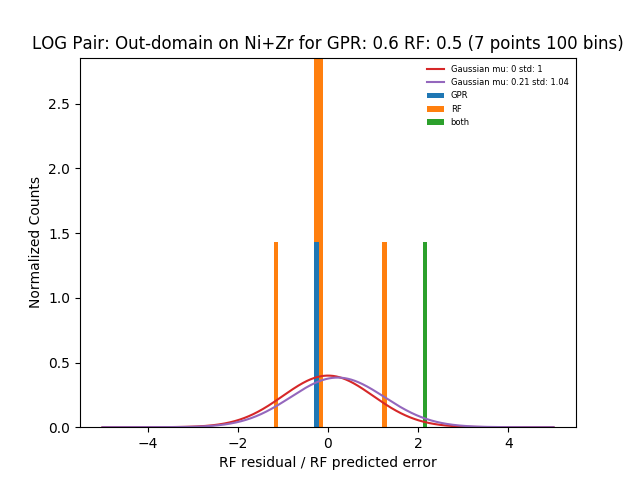 LOG Pair: Out-domain on Ni+Zr for GPR: 0.6 RF: 0.5 (7 points 100 bins)
Gaussian mu: 0 std: 1
Gaussian mu: 0.21 std: 1.04
GPR
RF
both
Normalized Counts
2.5
2.0
1.5
1.0
0.5
0.0
−4
−2
0
2
4
RF residual / RF predicted error